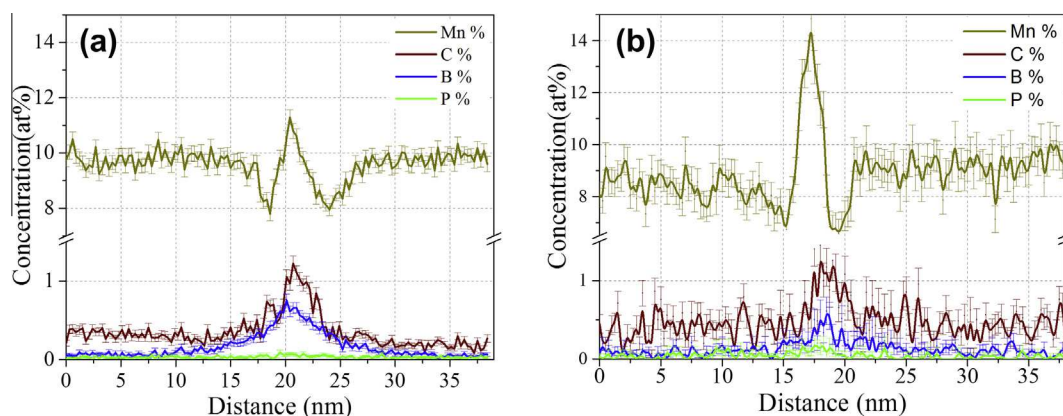 (a)
Mn %
C %
B %
P %
Concentration(at%)
14
12
10
8
1
0
0 5 10 15 20 25 30 35
Distance (nm)
(b)
Mn %
C %
B %
P %
Concentration(at%)
14
12
10
8
1
0
0 5 10 15 20 25 30 35
Distance (nm)